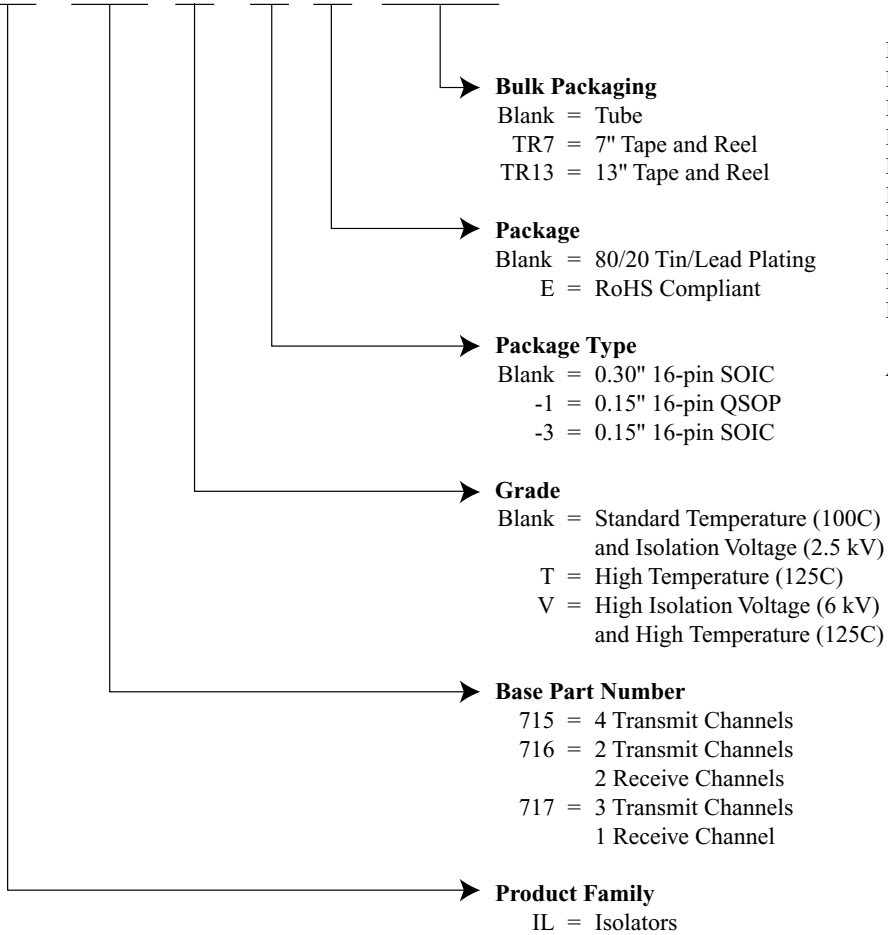 Bulk Packaging
Blank = Tube
TR7 = 7" Tape and Reel
TR13 = 13" Tape and Reel
Package
Blank = 80/20 Tin/Lead Plating
E = RoHS Compliant
Package Type
Blank = 0.30" 16-pin SOIC
-1 = 0.15" 16-pin QSOP
-3 = 0.15" 16-pin SOIC
Grade
Blank = Standard Temperature (100C)
and Isolation Voltage (2.5 kV)
T = High Temperature (125C)
V = High Isolation Voltage (6 kV)
and High Temperature (125C)
Base Part Number
715 = 4 Transmit Channels
716 = 2 Transmit Channels
2 Receive Channels
717 = 3 Transmit Channels
1 Receive Channel
Product Family
IL = Isolators